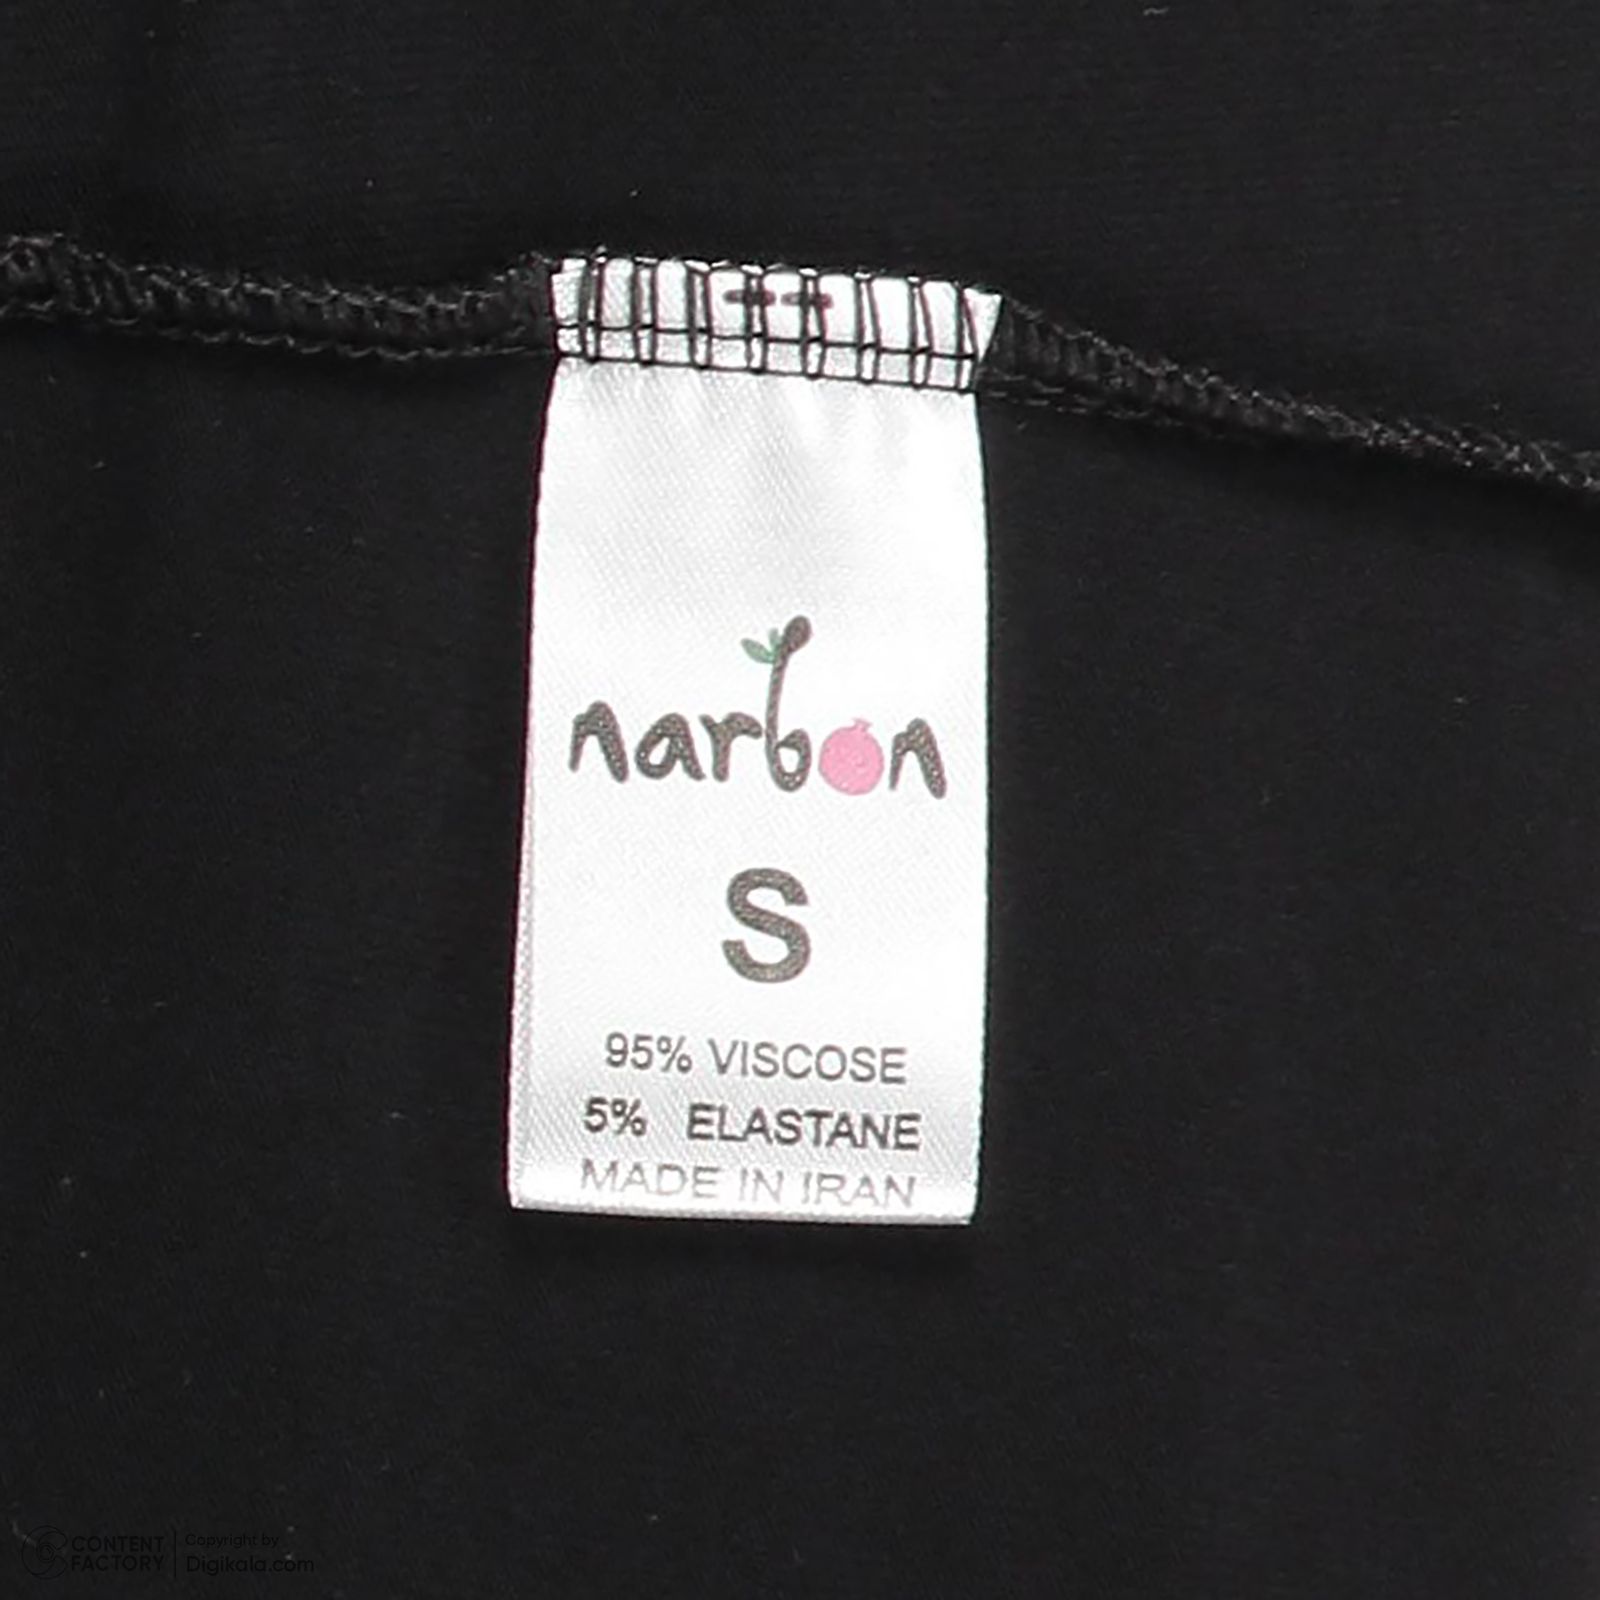 narbon
S
95% VISCOSE
5% ELASTANE
MADE IN IRAN
CONTENT FACTORY
Copyright by
Digikala.com